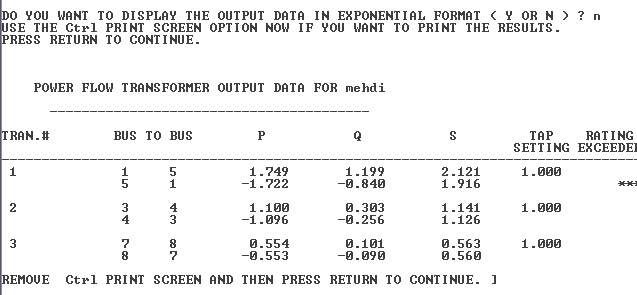 DO YOU WANT TO DISPLAY THE OUTPUT DATA IN EXPONENTIAL FORMAT ( Y OR N ) ? n
USE THE Ctrl PRINT SCREEN OPTION NOW IF YOU WANT TO PRINT THE RESULTS.
PRESS RETURN TO CONTINUE.
POWER FLOW TRANSFORMER OUTPUT DATA FOR mehdi
TRAN.# BUS TO BUS P Q S TAP RATING
SETTING EXCEEDED
1 1 5 1.749 1.199 2.121 1.000
5 1 -1.722 -0.840 1.916 ***
2 3 4 1.100 0.303 1.141 1.000
4 3 -1.096 -0.256 1.126
3 7 8 0.554 0.101 0.563 1.000
8 7 -0.553 -0.090 0.560
REMOVE Ctrl PRINT SCREEN AND THEN PRESS RETURN TO CONTINUE. ]